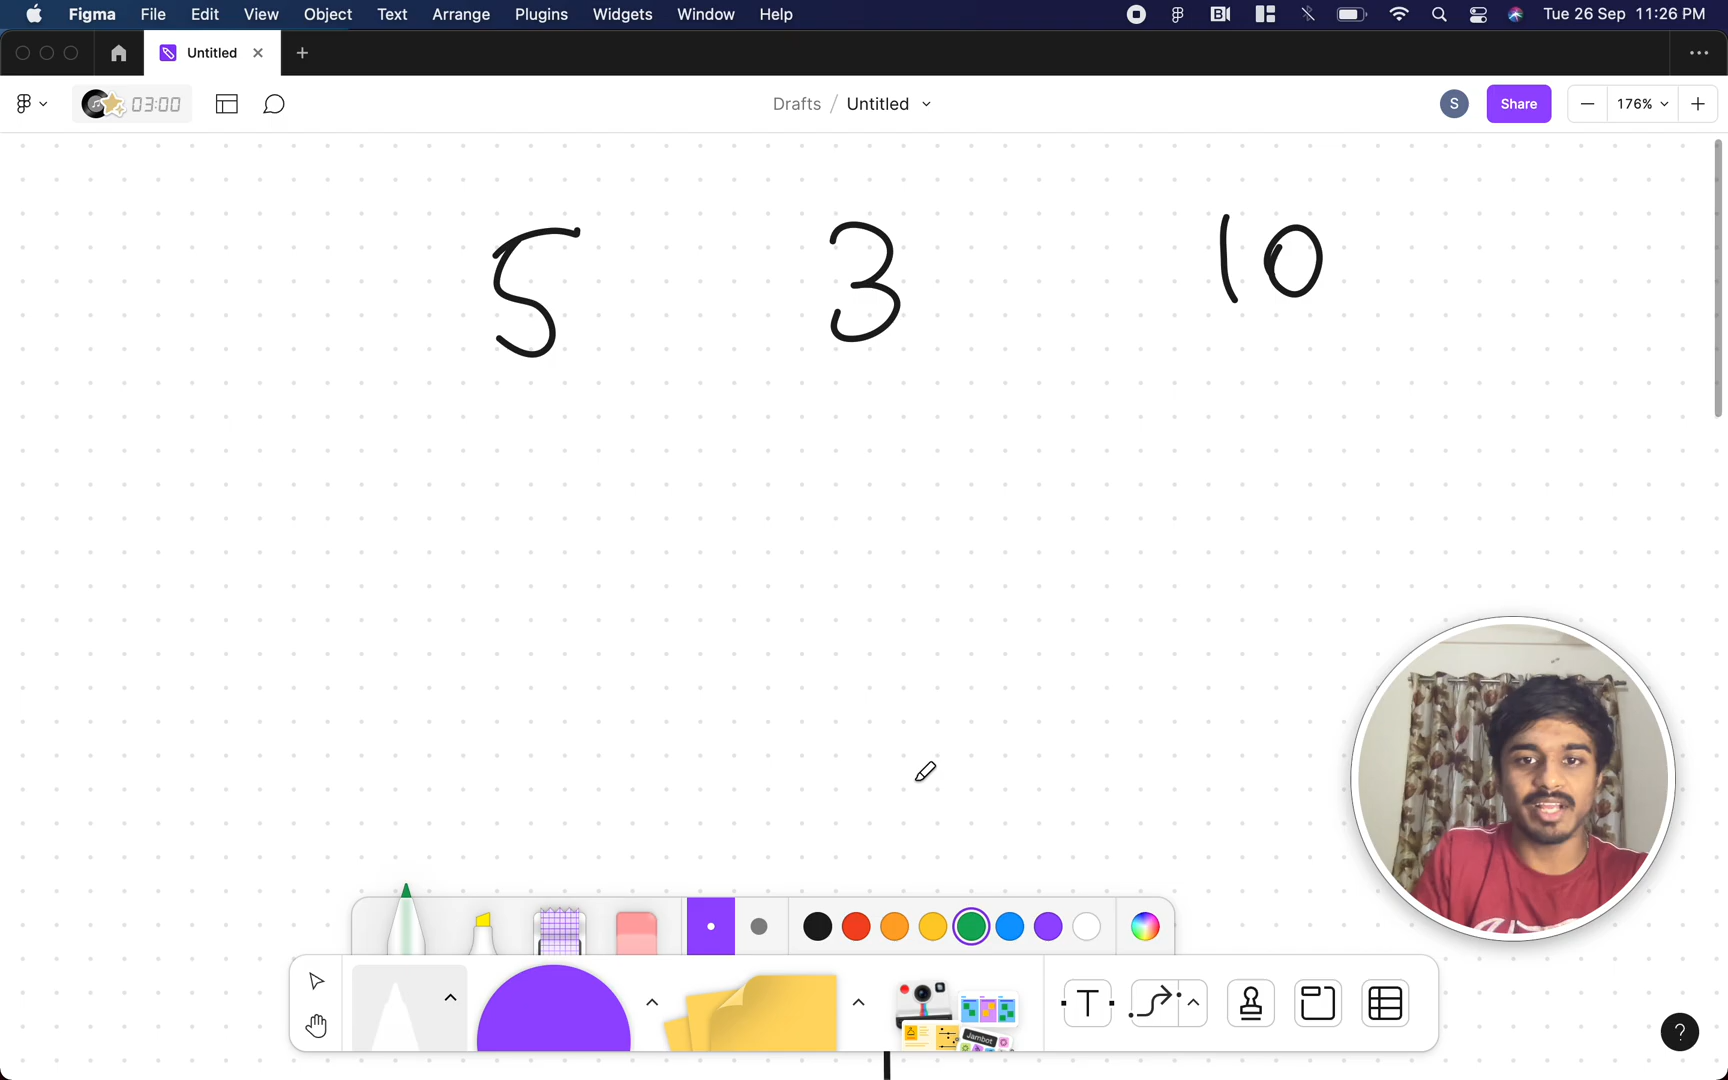 Figma File Edit View Object Text Arrange Plugins Widgets Window Help Tue 26 Sep 11:26 PM
Untitled
03:00 Drafts / Untitled S Share 176%
5 3 10
T
Jambot
?